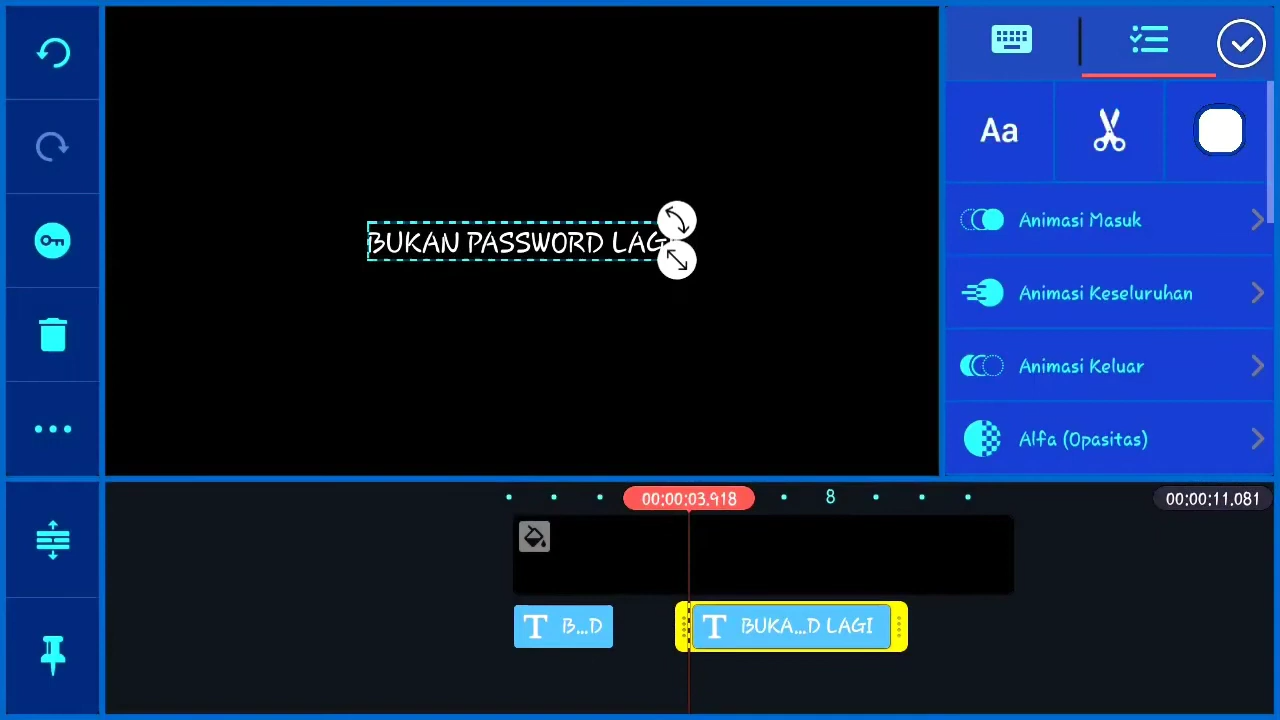 Aa
BUKAN PASSWORD LAGI
Animasi Masuk
Animasi Keseluruhan
Animasi Keluar
Alfa (Opasitas)
00:00:03.918
8
00:00:11.081
T B...D
T BUKA...D LAGI